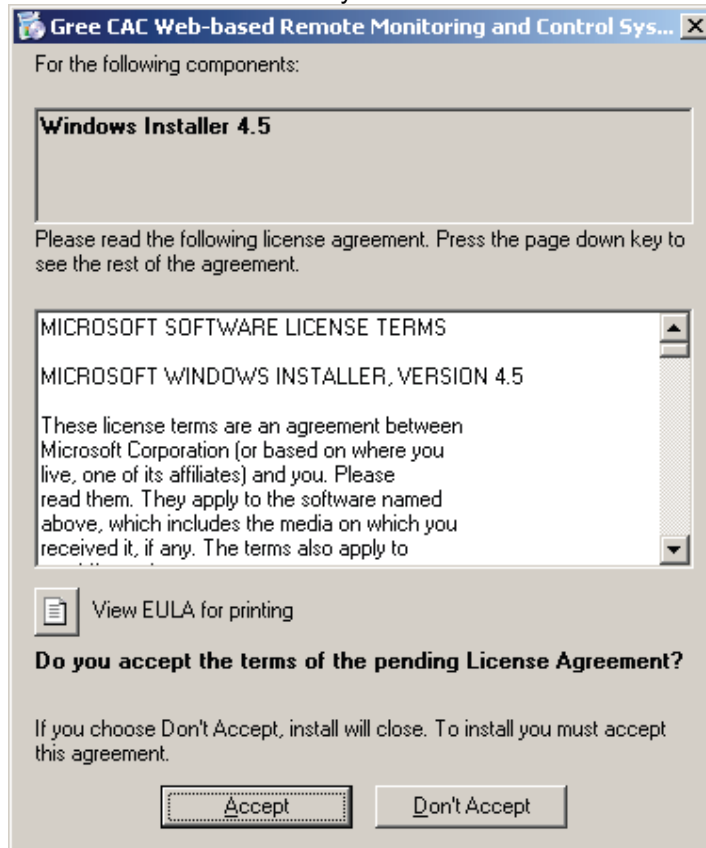 Gree CAC Web-based Remote Monitoring and Control Sys...
For the following components:
Windows Installer 4.5
Please read the following license agreement. Press the page down key to
see the rest of the agreement.
MICROSOFT SOFTWARE LICENSE TERMS
MICROSOFT WINDOWS INSTALLER, VERSION 4.5
These license terms are an agreement between
Microsoft Corporation (or based on where you
live, one of its affiliates) and you. Please
read them. They apply to the software named
above, which includes the media on which you
received it, if any. The terms also apply to
View EULA for printing
Do you accept the terms of the pending License Agreement?
If you choose Don't Accept, install will close. To install you must accept
this agreement.
Accept
Don't Accept